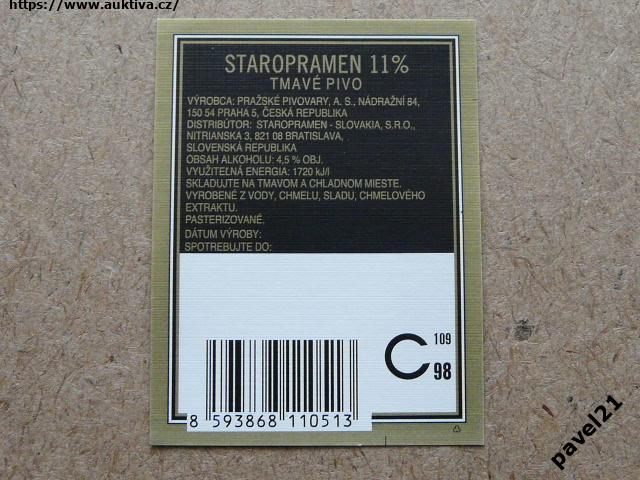 https://www.auktiva.cz/
STAROPRAMEN 11%
TMAVÉ PIVO
VÝROBCA: PRAŽSKÉ PIVOVARY, A. S., NÁDRAŽNÍ 84,
150 54 PRAHA 5, ČESKÁ REPUBLIKA
DISTRIBÚTOR: STAROPRAMEN - SLOVAKIA, S.R.O.,
NITRIANSKA 3, 821 08 BRATISLAVA,
SLOVENSKÁ REPUBLIKA
OBSAH ALKOHOLU: 4,5 % OBJ.
VYUŽITEĽNÁ ENERGIA: 1720 kJ/l
SKLADUJTE NA TMAVOM A CHLADNOM MIESTE.
VYROBENÉ Z VODY, CHMELU, SLADU, CHMELOVÉHO
EXTRAKTU.
PASTERIZOVANÉ.
DÁTUM VÝROBY:
SPOTREBUJTE DO:
C 109
98
8 593868 110513
pavel21